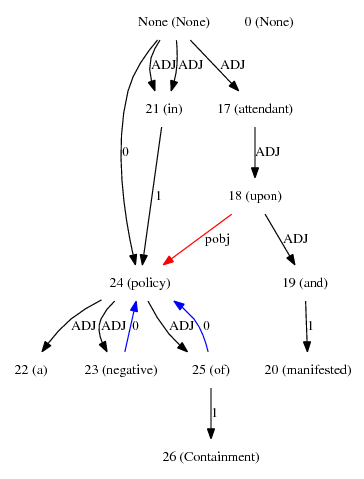 None (None) 0 (None)
ADJ ADJ ADJ
21 (in) 17 (attendant)
0 ADJ
1 18 (upon)
pobj ADJ
24 (policy) 19 (and)
ADJ ADJ 0 ADJ 0 1
22 (a) 23 (negative) 25 (of) 20 (manifested)
1
26 (Containment)